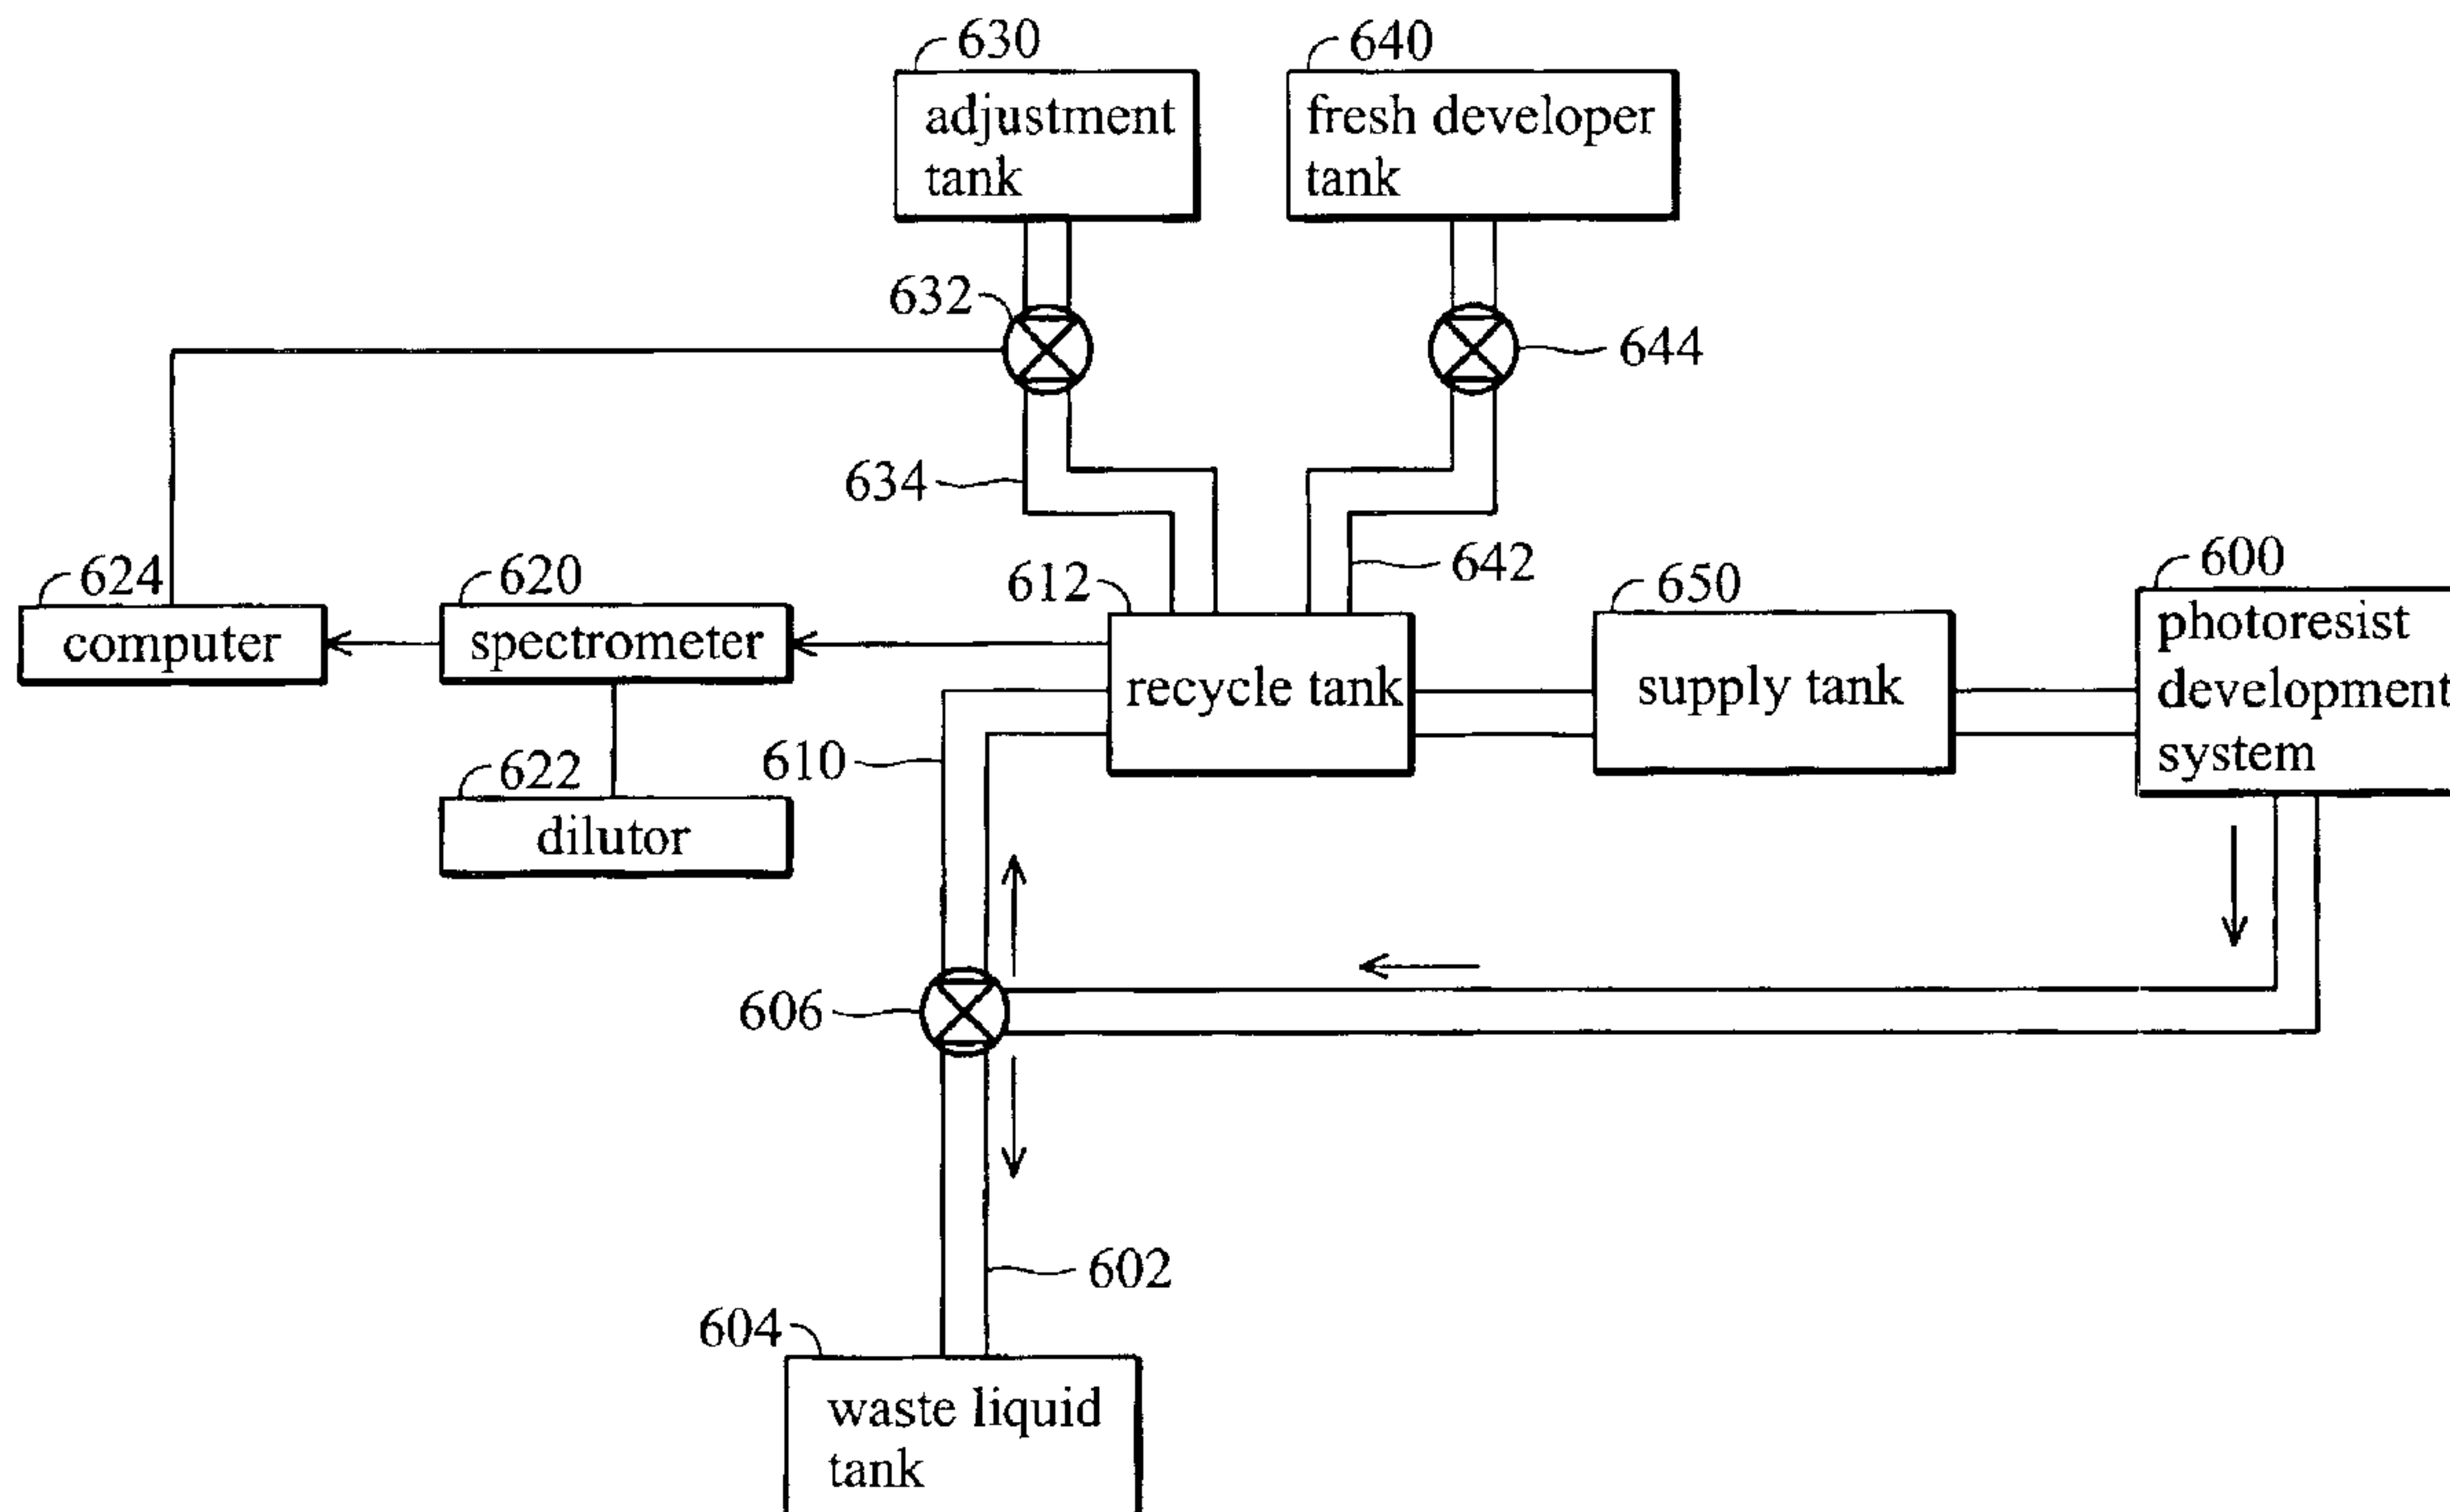 630
640
adjustment
tank
fresh developer
tank
632
644
634
642
624
620
612
650
600
computer
spectrometer
recycle tank
supply tank
photoresist
development
system
610
622
dilutor
606
602
604
waste liquid
tank